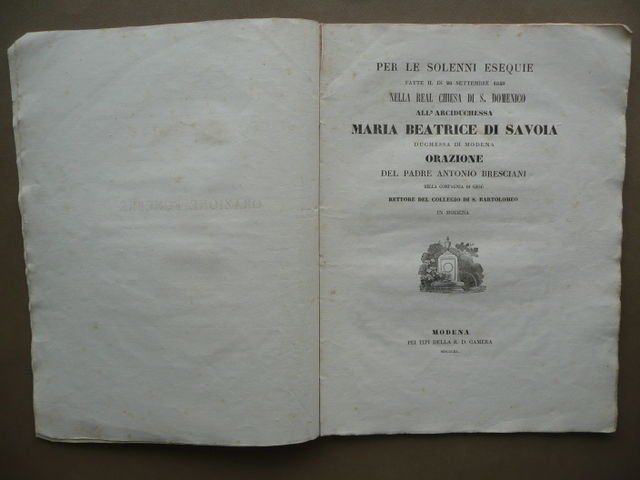 PER LE SOLENNI ESEQUIE
FATTE IL DI 26 SETTEMBRE 1840
NELLA REAL CHIESA DI S. DOMENICO
ALL'ARCIDUCHESSA
MARIA BEATRICE DI SAVOIA
DUCHESSA DI MODENA
ORAZIONE
DEL PADRE ANTONIO BRESCIANI
DELLA COMPAGNIA DI GESÙ
RETTORE DEL COLLEGIO DI S. BARTOLOMEO
IN MODENA
MODENA
PEI TIPI DELLA R. D. CAMERA